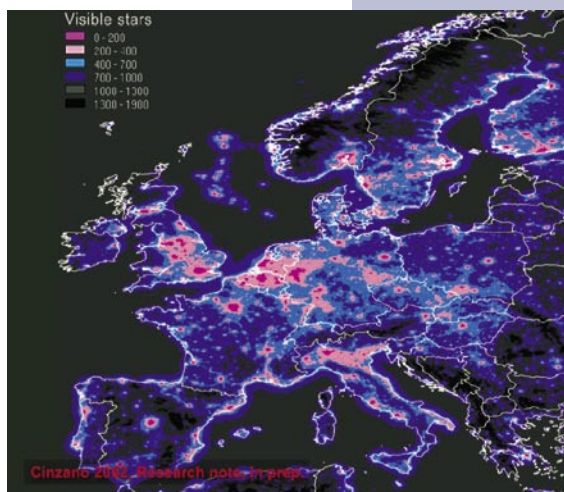 Visible stars
0 - 200
200 - 400
400 - 700
700 - 1000
1000 - 1300
1300 - 1900
Cinzano 2002. Research note. In prep.